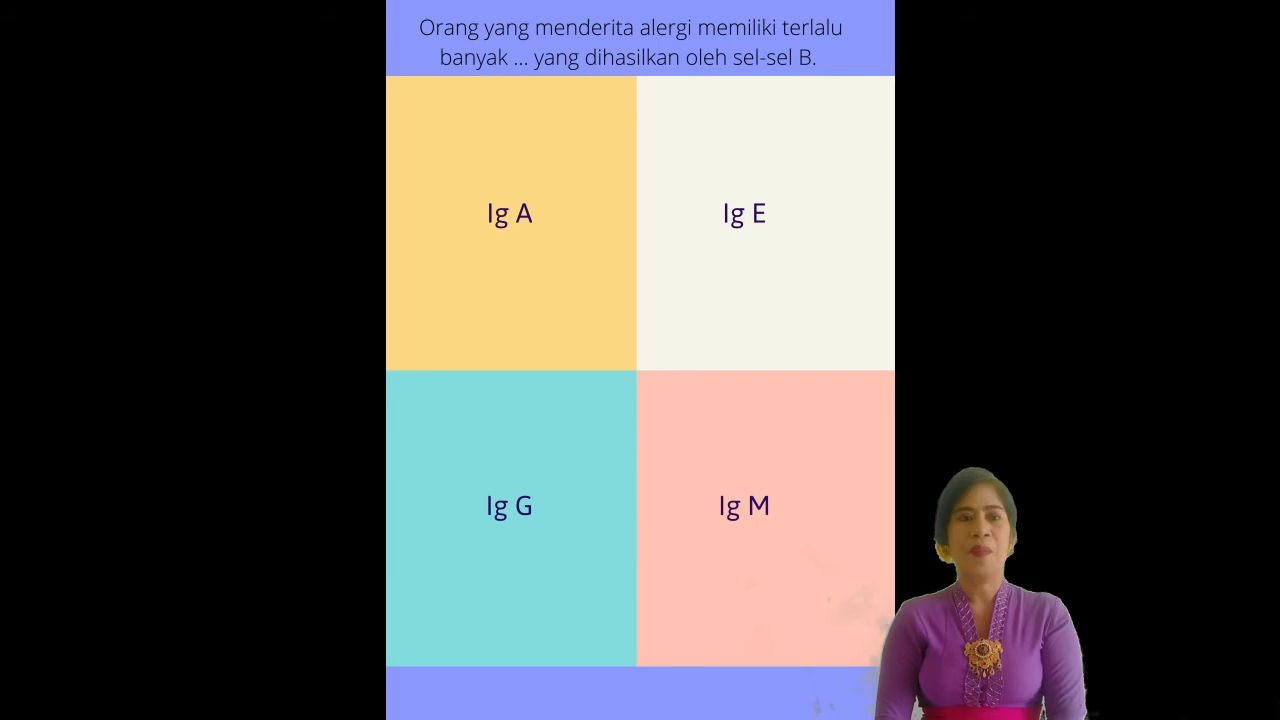 Orang yang menderita alergi memiliki terlalu
banyak ... yang dihasilkan oleh sel-sel B.
Ig A
Ig E
Ig G
Ig M